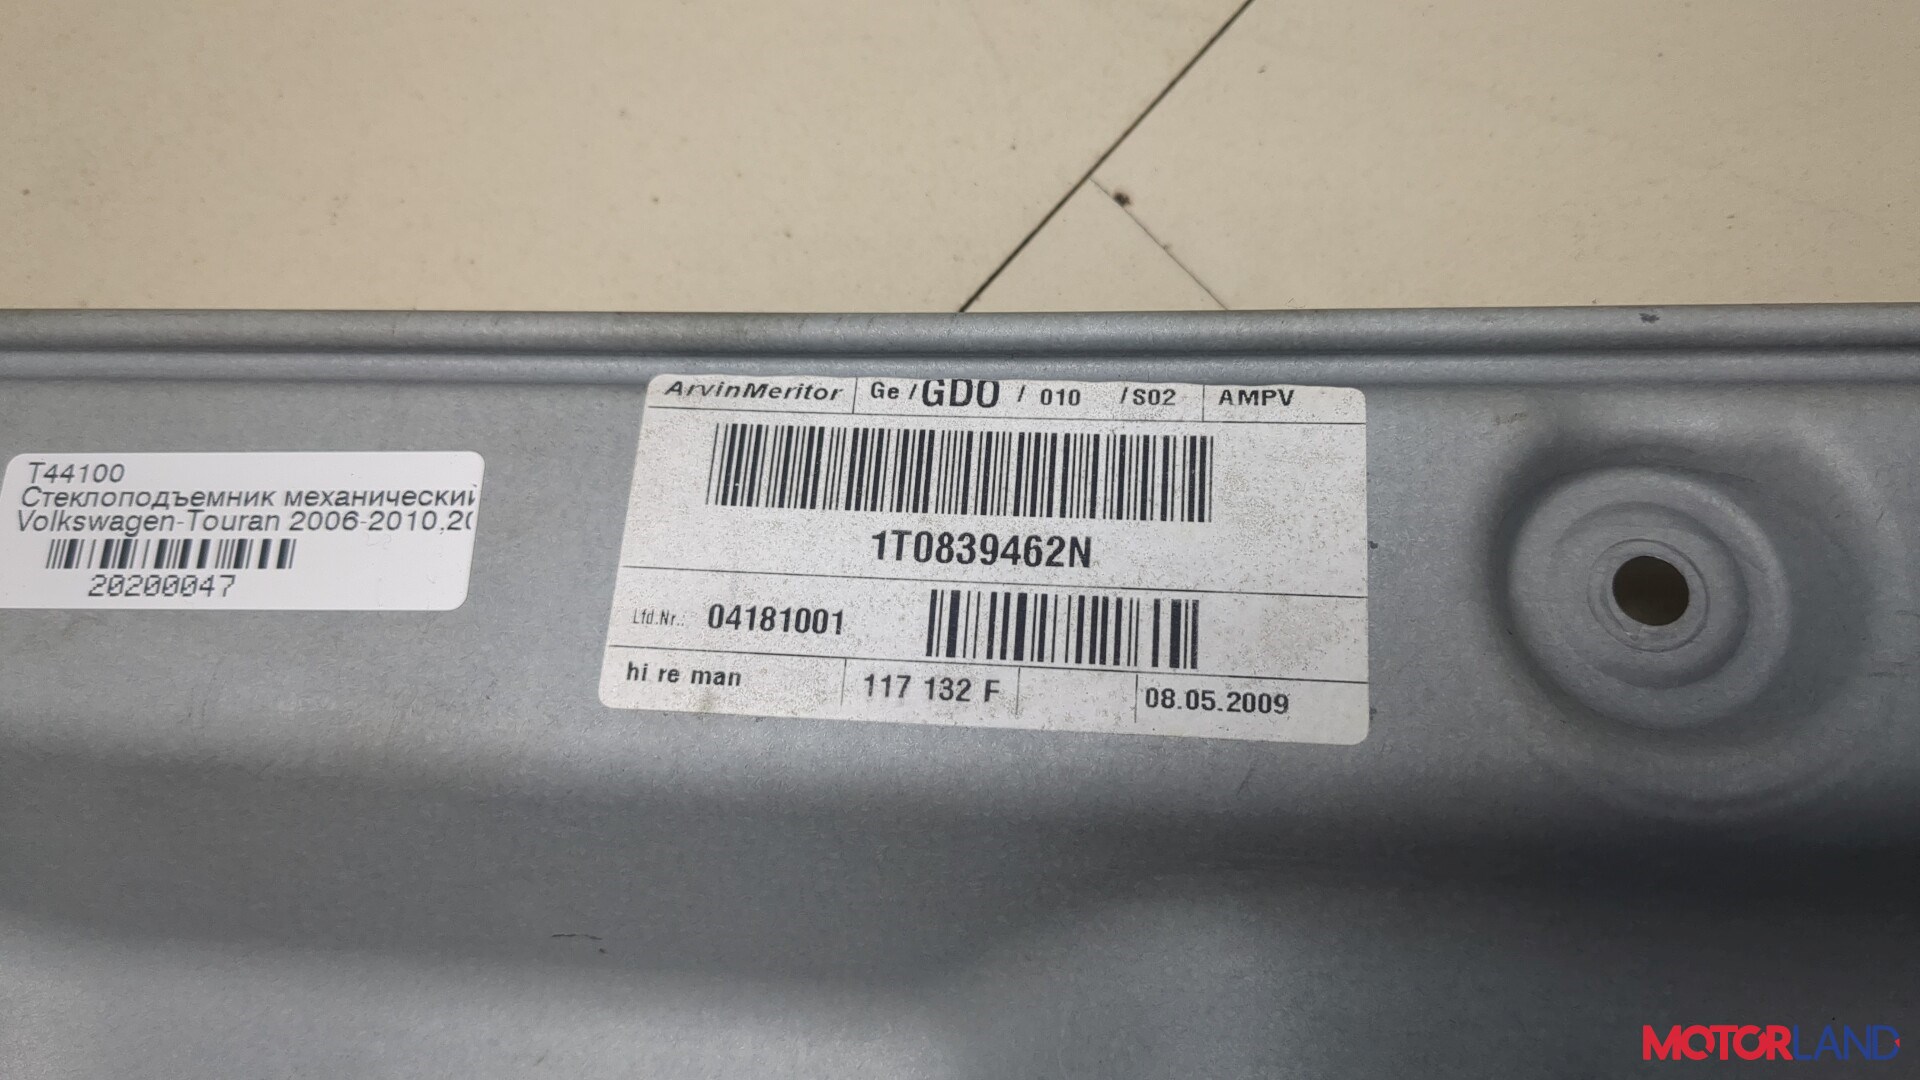 T44100
Стеклоподъемник механический
Volkswagen-Touran 2006-2010,20
20200047
ArvinMeritor Ge / GDO / 010 / S02 AMPV
1T0839462N
Lfd.Nr.: 04181001
hi re man 117 132 F 08.05.2009
MOTORLAND